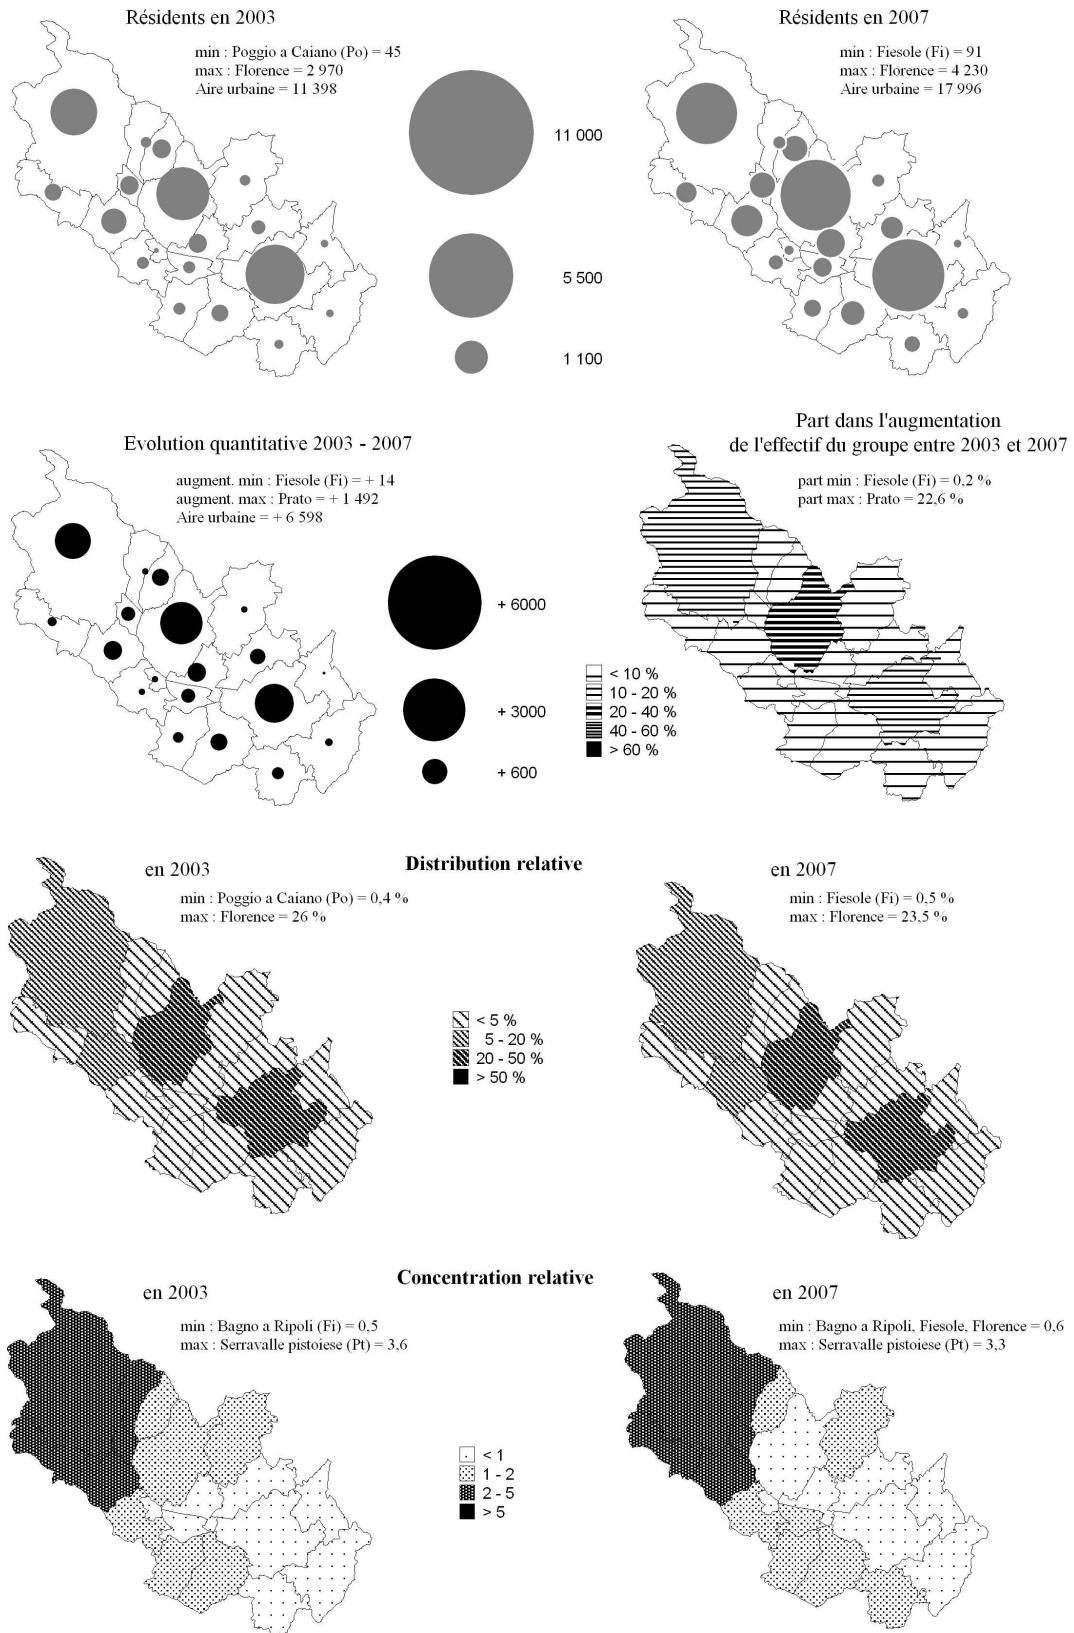 Résidents en 2003
min : Poggio a Caiano (Po) = 45
max : Florence = 2 970
Aire urbaine = 11 398
Résidents en 2007
min : Fiesole (Fi) = 91
max : Florence = 4 230
Aire urbaine = 17 996
11 000
5 500
1 100
Evolution quantitative 2003 - 2007
augment. min : Fiesole (Fi) = + 14
augment. max : Prato = + 1 492
Aire urbaine = + 6 598
Part dans l'augmentation
de l'effectif du groupe entre 2003 et 2007
part min : Fiesole (Fi) = 0,2 %
part max : Prato = 22,6 %
+ 6000
+ 3000
+ 600
< 10 %
10 - 20 %
20 - 40 %
40 - 60 %
> 60 %
Distribution relative
en 2003
min : Poggio a Caiano (Po) = 0,4 %
max : Florence = 26 %
en 2007
min : Fiesole (Fi) = 0,5 %
max : Florence = 23,5 %
< 5 %
5 - 20 %
20 - 50 %
> 50 %
Concentration relative
en 2003
min : Bagno a Ripoli (Fi) = 0,5
max : Serravalle pistoiese (Pt) = 3,6
en 2007
min : Bagno a Ripoli, Fiesole, Florence = 0,6
max : Serravalle pistoiese (Pt) = 3,3
< 1
1 - 2
2 - 5
> 5